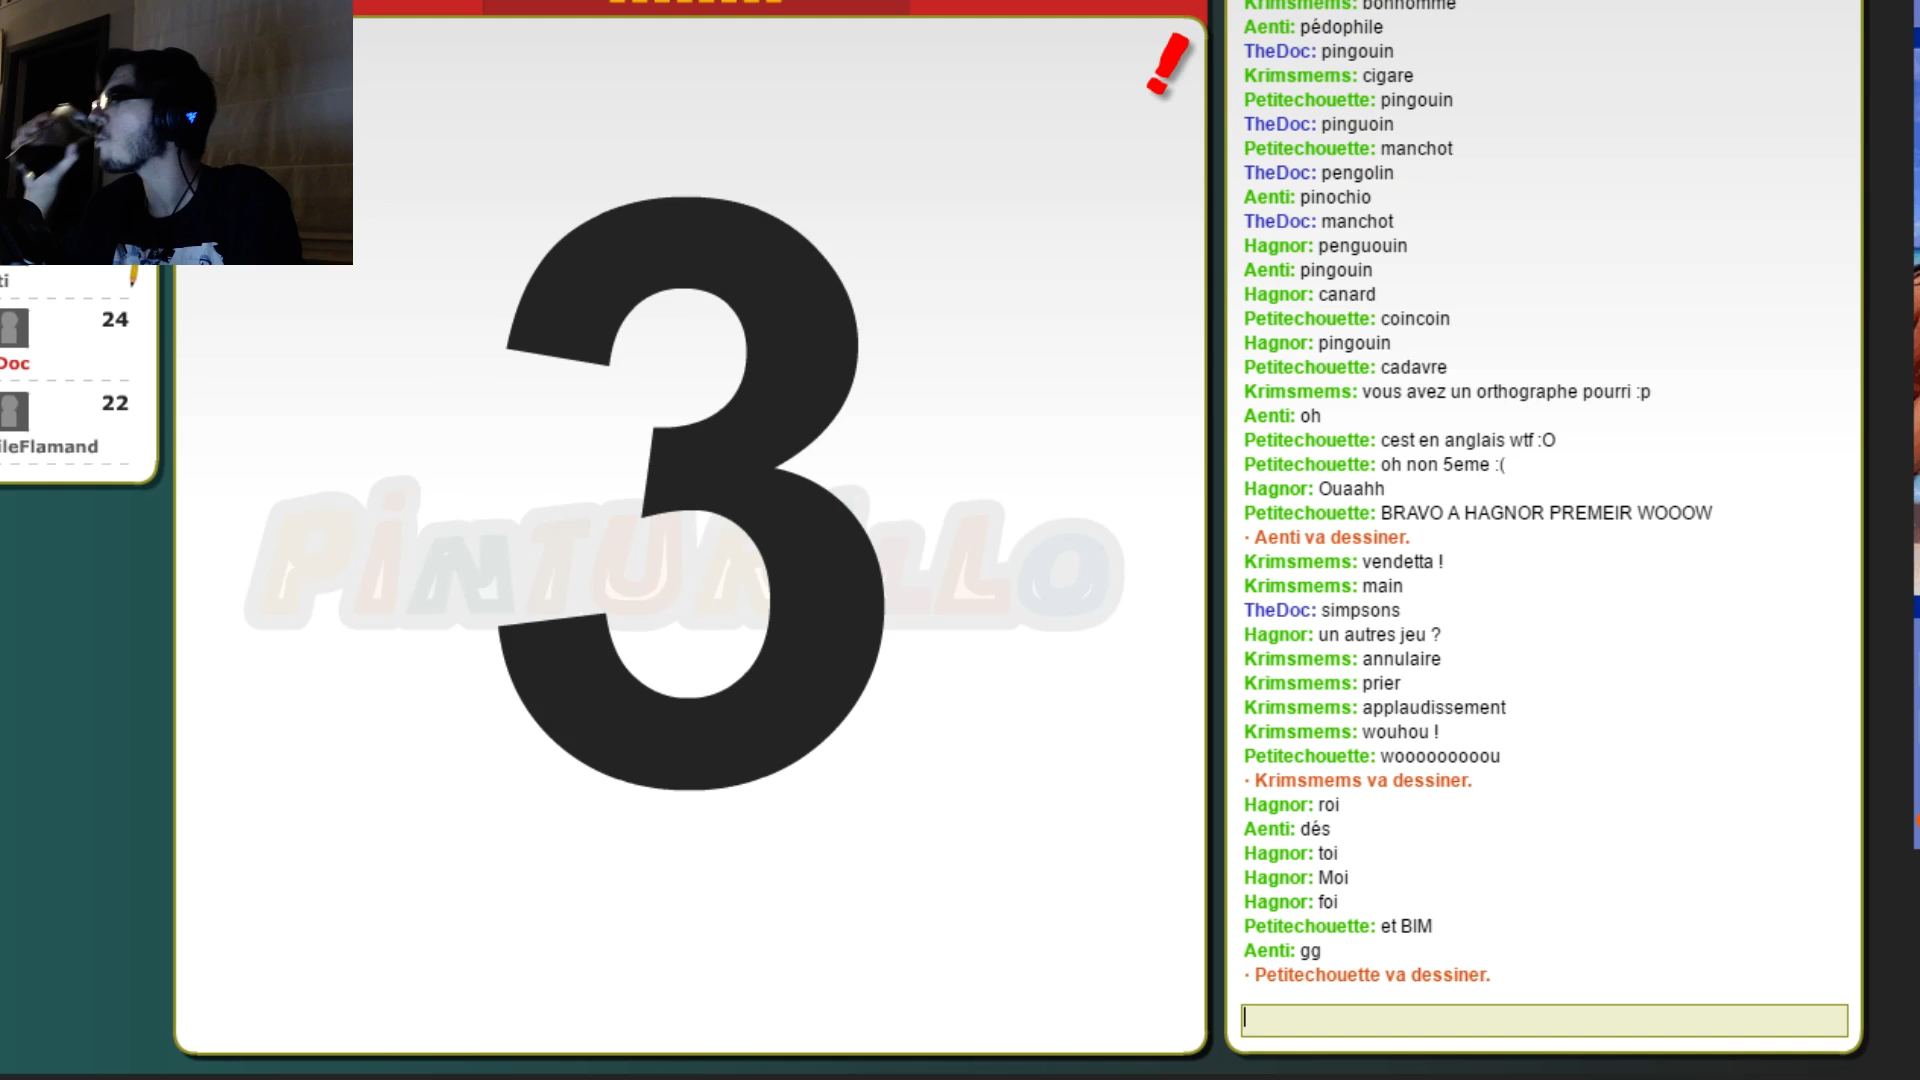 Krimsmems: bonhomme
Aenti: pédophile
TheDoc: pingouin
Krimsmems: cigare
Petitechouette: pingouin
TheDoc: pinguoin
Petitechouette: manchot
TheDoc: pengolin
Aenti: pinochio
TheDoc: manchot
Hagnor: penguouin
Aenti: pingouin
Hagnor: canard
Petitechouette: coincoin
Hagnor: pingouin
Petitechouette: cadavre
Krimsmems: vous avez un orthographe pourri :p
Aenti: oh
Petitechouette: cest en anglais wtf :O
Petitechouette: oh non 5eme :(
Hagnor: Ouaahh
Petitechouette: BRAVO A HAGNOR PREMEIR WOOOW
· Aenti va dessiner.
Krimsmems: vendetta !
Krimsmems: main
TheDoc: simpsons
Hagnor: un autres jeu ?
Krimsmems: annulaire
Krimsmems: prier
Krimsmems: applaudissement
Krimsmems: wouhou !
Petitechouette: woooooooooou
· Krimsmems va dessiner.
Hagnor: roi
Aenti: dés
Hagnor: toi
Hagnor: Moi
Hagnor: foi
Petitechouette: et BIM
Aenti: gg
· Petitechouette va dessiner.
!
3
PINTURILLO
ti
24
Doc
22
ileFlamand